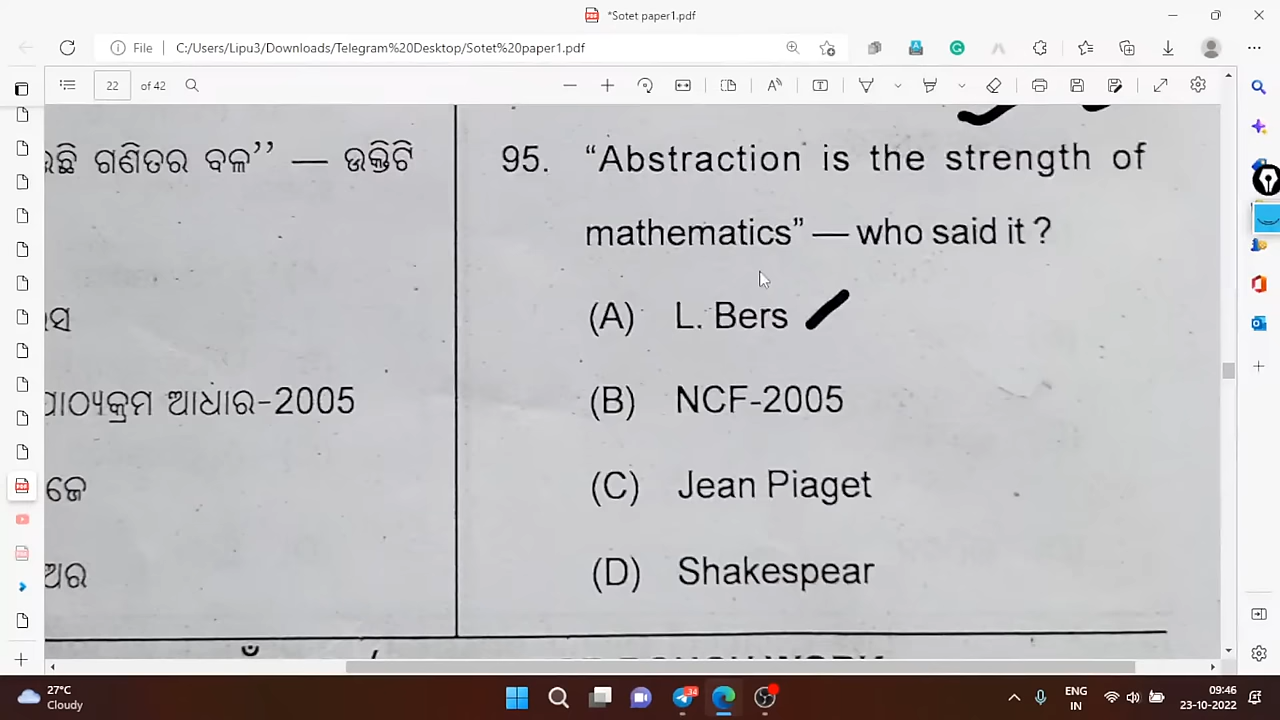 *Sotet paper1.pdf
File C:/Users/Lipu3/Downloads/Telegram%20Desktop/Sotet%20paper1.pdf
22 of 42
ଗଣିତର ବଳ’’ — ଉକ୍ତିଟି
ଆଧାର-2005
95. “Abstraction is the strength of
mathematics” — who said it ?
(A) L. Bers
(B) NCF-2005
(C) Jean Piaget
(D) Shakespear
27°C
Cloudy
34
ENG
IN
09:46
23-10-2022